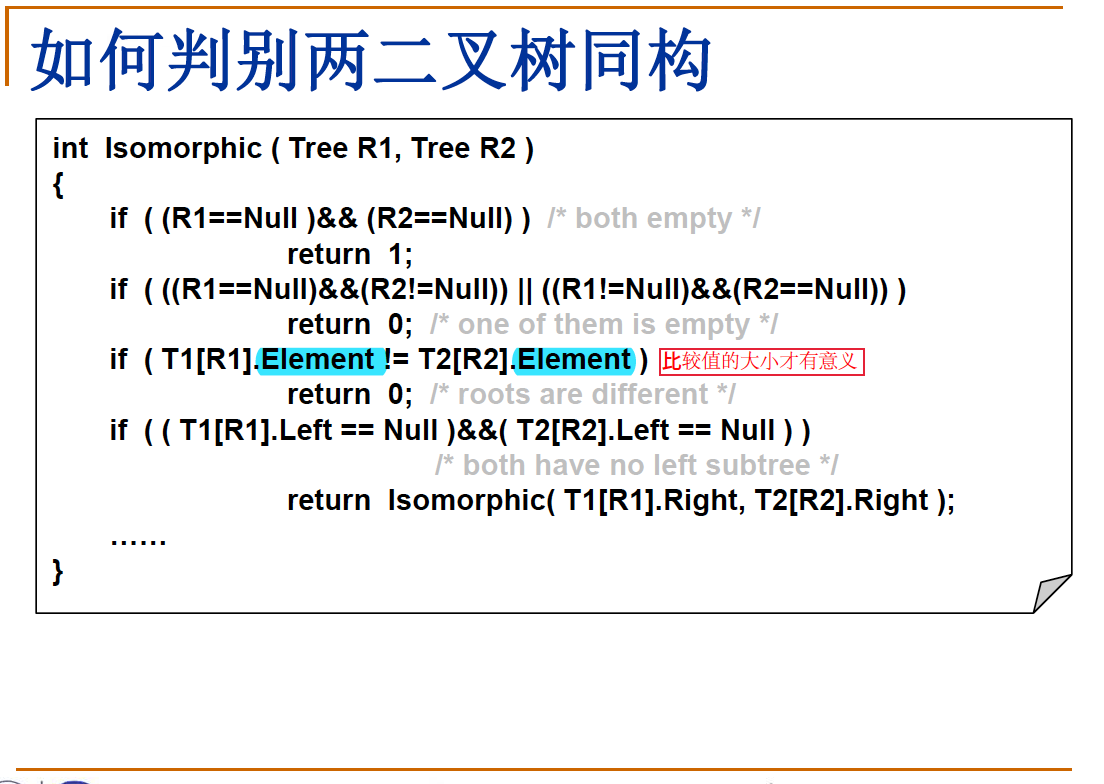 如何判别两二叉树同构
int Isomorphic ( Tree R1, Tree R2 )
{
if ( (R1==Null )&& (R2==Null) ) /* both empty */
return 1;
if ( ((R1==Null)&&(R2!=Null)) || ((R1!=Null)&&(R2==Null)) )
return 0; /* one of them is empty */
if ( T1[R1].Element != T2[R2].Element ) 比较值的大小才有意义
return 0; /* roots are different */
if ( ( T1[R1].Left == Null )&&( T2[R2].Left == Null ) )
/* both have no left subtree */
return Isomorphic( T1[R1].Right, T2[R2].Right );
……
}